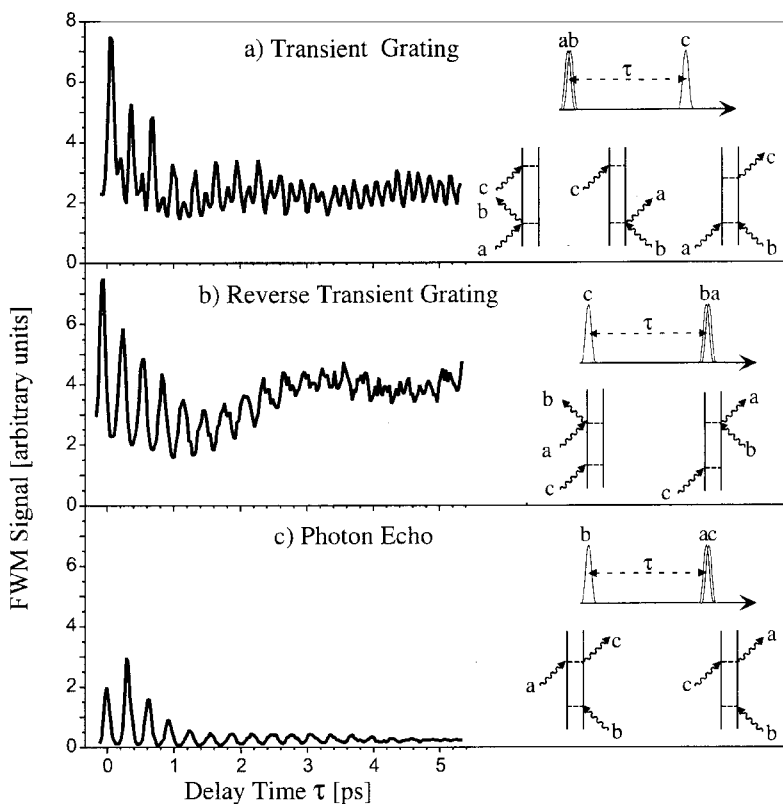 FWM Signal [arbitrary units]
8
6
4
2
0
a) Transient Grating
ab
c
τ
c
b
a
c
a
b
c
a
b
6
4
2
0
b) Reverse Transient Grating
c
ba
τ
b
a
c
a
b
c
6
4
2
0
c) Photon Echo
b
ac
τ
c
a
b
a
c
b
0
1
2
3
4
5
Delay Time τ [ps]